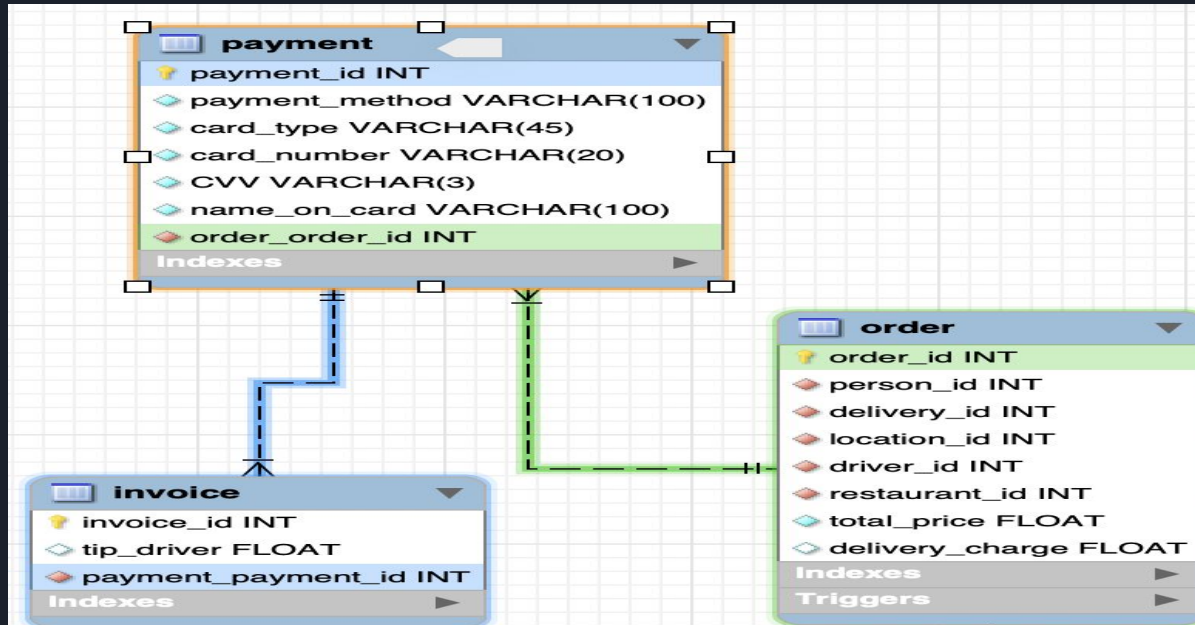 payment
payment_id INT
payment_method VARCHAR(100)
card_type VARCHAR(45)
card_number VARCHAR(20)
CVV VARCHAR(3)
name_on_card VARCHAR(100)
order_order_id INT
Indexes
order
order_id INT
person_id INT
delivery_id INT
location_id INT
driver_id INT
restaurant_id INT
total_price FLOAT
delivery_charge FLOAT
Indexes
Triggers
invoice
invoice_id INT
tip_driver FLOAT
payment_payment_id INT
Indexes